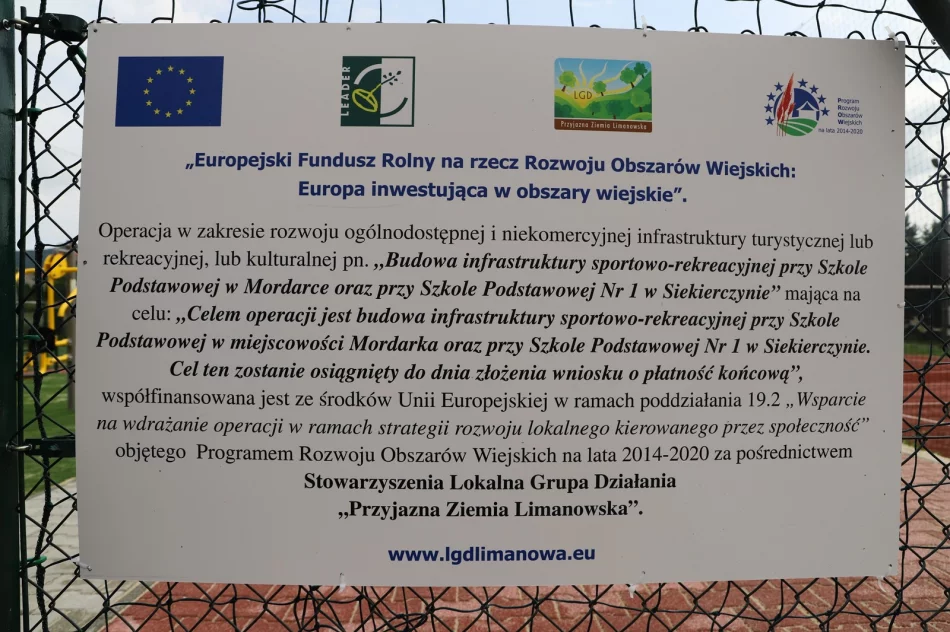 LEADER
LGD
Przyjazna Ziemia Limanowska
Program
Rozwoju
Obszarów
Wiejskich
na lata 2014-2020
„Europejski Fundusz Rolny na rzecz Rozwoju Obszarów Wiejskich:
Europa inwestująca w obszary wiejskie”.
Operacja w zakresie rozwoju ogólnodostępnej i niekomercyjnej infrastruktury turystycznej lub
rekreacyjnej, lub kulturalnej pn. „Budowa infrastruktury sportowo-rekreacyjnej przy Szkole
Podstawowej w Mordarce oraz przy Szkole Podstawowej Nr 1 w Siekierczynie” mająca na
celu: „Celem operacji jest budowa infrastruktury sportowo-rekreacyjnej przy Szkole
Podstawowej w miejscowości Mordarka oraz przy Szkole Podstawowej Nr 1 w Siekierczynie.
Cel ten zostanie osiągnięty do dnia złożenia wniosku o płatność końcową”,
współfinansowana jest ze środków Unii Europejskiej w ramach poddziałania 19.2 „Wsparcie
na wdrażanie operacji w ramach strategii rozwoju lokalnego kierowanego przez społeczność”
objętego Programem Rozwoju Obszarów Wiejskich na lata 2014-2020 za pośrednictwem
Stowarzyszenia Lokalna Grupa Działania
„Przyjazna Ziemia Limanowska”.
www.lgdlimanowa.eu